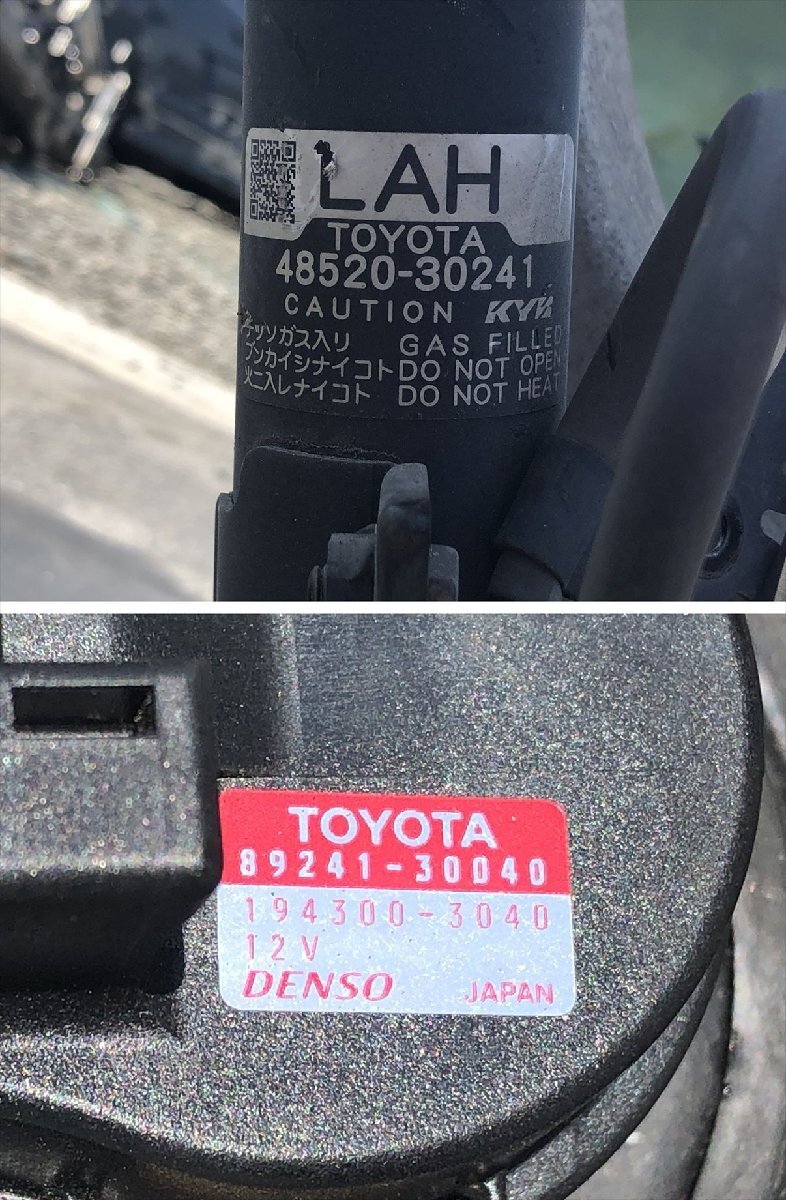 LAH
TOYOTA
48520-30241
CAUTION KYB
チッソガス入り GAS FILLED
ブンカイシナイコト DO NOT OPEN
火ニ入レナイコト DO NOT HEAT
TOYOTA
89241-30040
194300-3040
12V
DENSO JAPAN